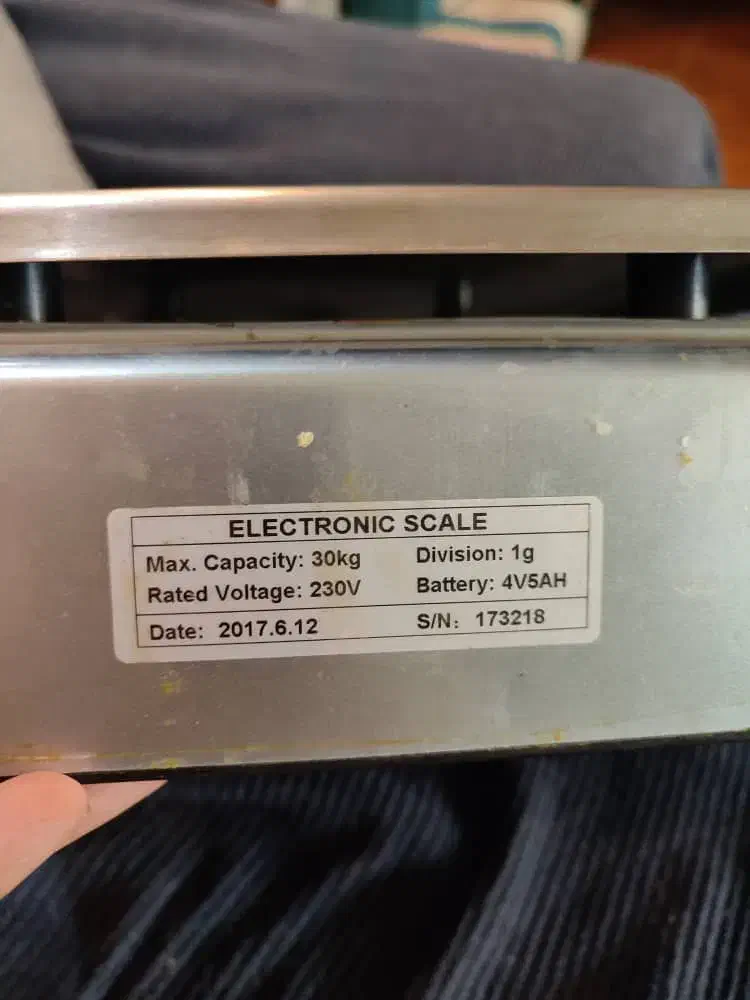 ELECTRONIC SCALE
Max. Capacity: 30kg Division: 1g
Rated Voltage: 230V Battery: 4V5AH
Date: 2017.6.12 S/N: 173218